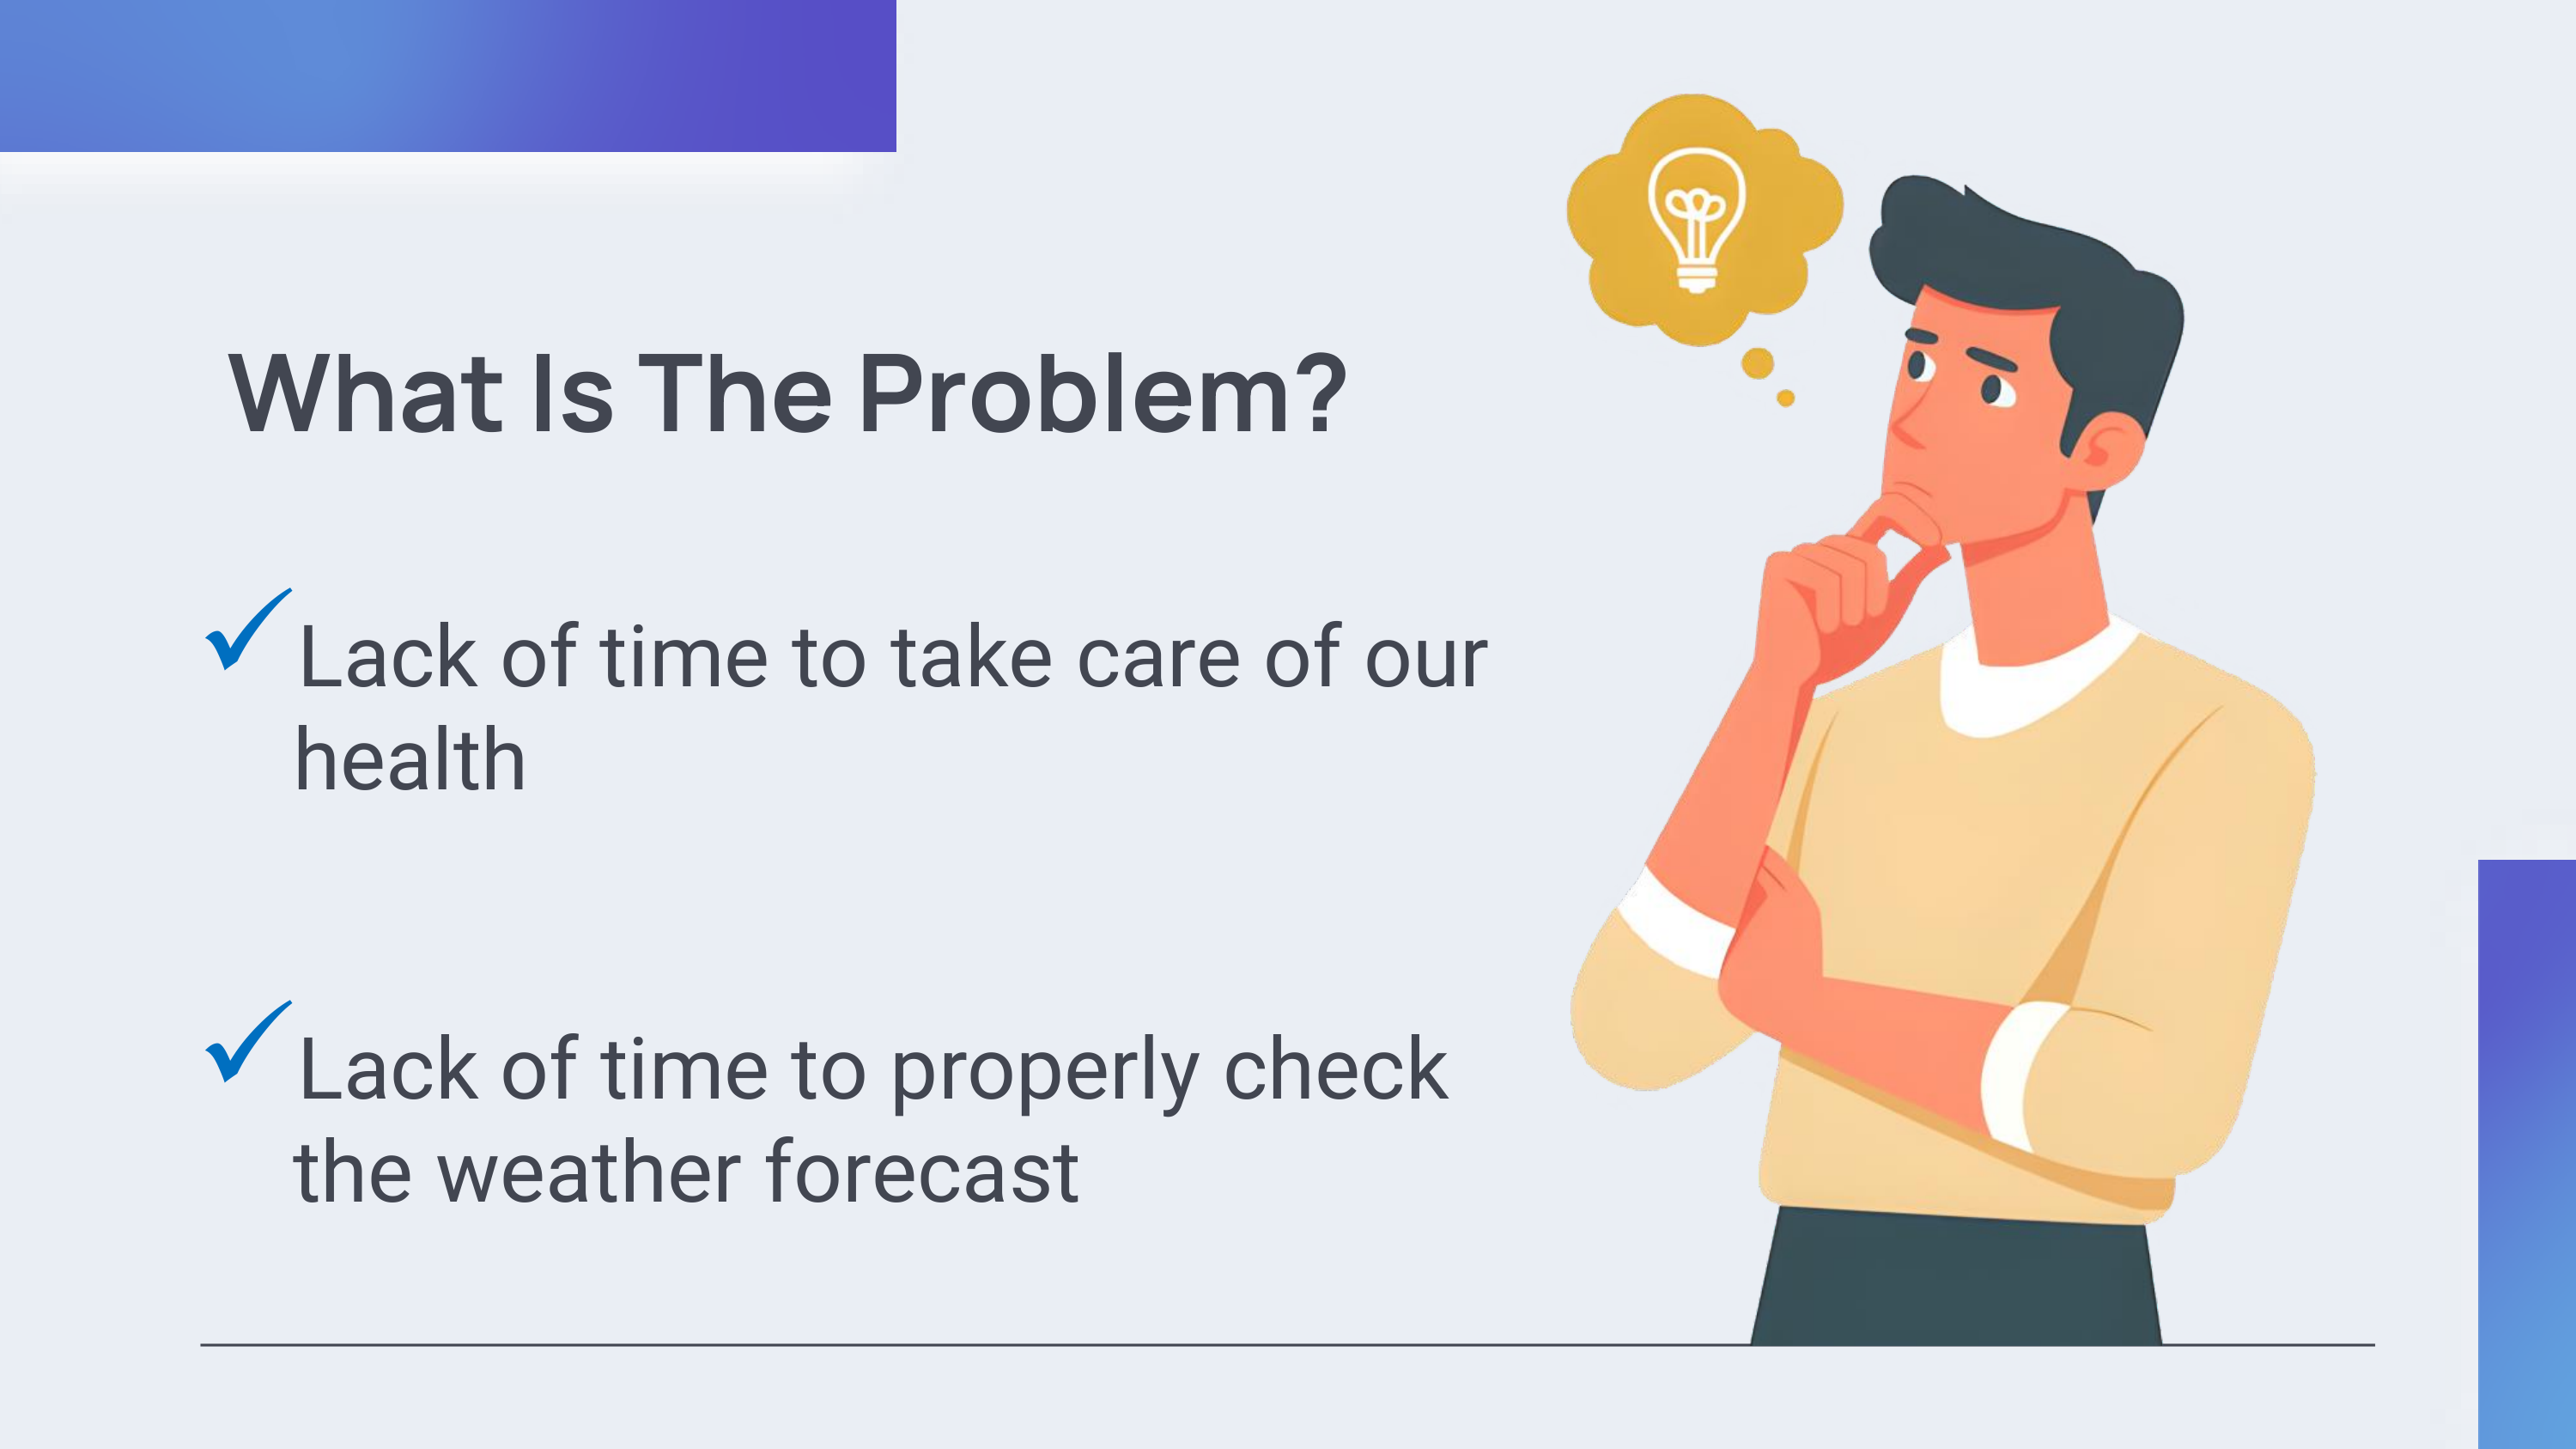 What Is The Problem?
✓Lack of time to take care of our
health
✓Lack of time to properly check
the weather forecast